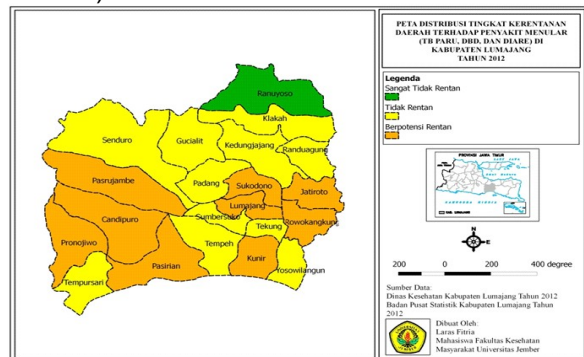 PETA DISTRIBUSI TINGKAT KERENTANAN
DAERAH TERHADAP PENYAKIT MENULAR
(TB PARU, DBD, DAN DIARE) DI
KABUPATEN LUMAJANG
TAHUN 2012
Legenda
Sangat Tidak Rentan
Tidak Rentan
Berpotensi Rentan
Ranuyoso
Klakah
Senduro
Gucialit
Kedungjajang
Randuagung
Padang
Sukodono
Pasrujambe
Jatiroto
Lumajang
Candipuro
Sumbersuko
Rowokangkung
Tekung
Pronojiwo
Tempeh
Pasirian
Kunir
Yosowilangun
Tempursari
PROVINSI JAWA TIMUR
N
E
200 0 200 400 degree
Sumber Data:
Dinas Kesehatan Kabupaten Lumajang Tahun 2012
Badan Pusat Statistik Kabupaten Lumajang Tahun
2012
Dibuat Oleh:
Laras Fitria
Mahasiswa Fakultas Kesehatan
Masyarakat Universitas Jember